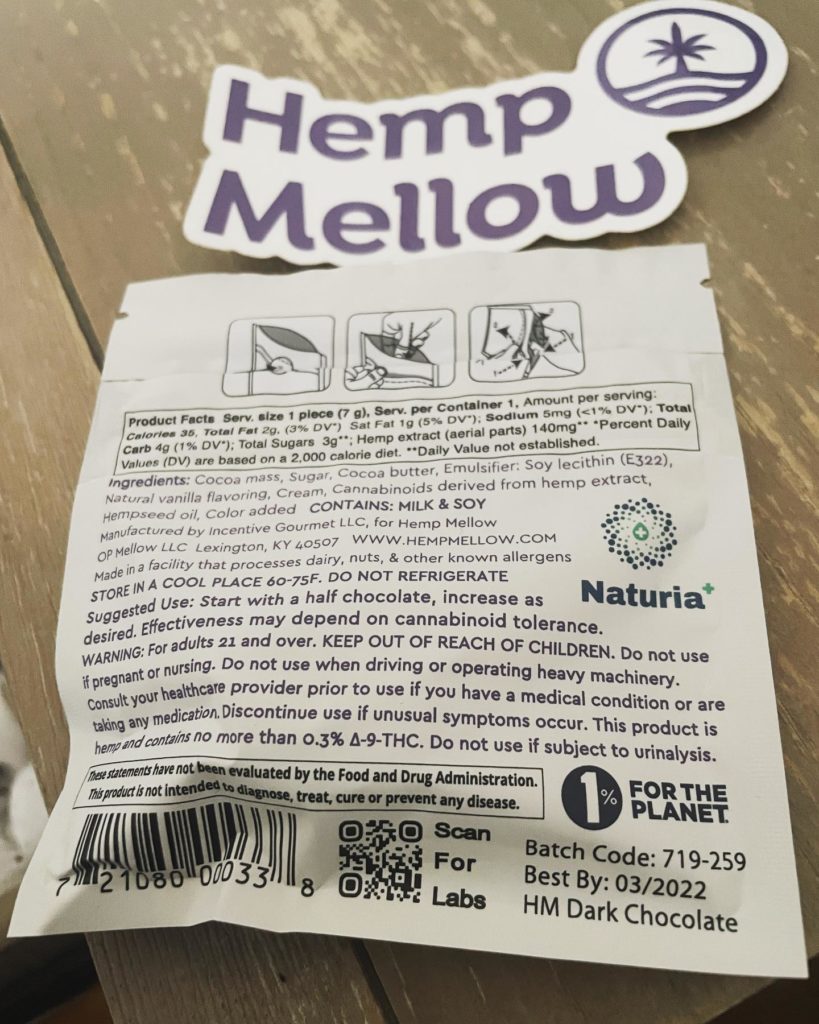 Hemp
Mellow
Product Facts Serv. size 1 piece (7 g), Serv. per Container 1, Amount per serving:
Calories 35, Total Fat 2g, (3% DV*) Sat Fat 1g (5% DV*); Sodium 5mg (<1% DV*); Total
Carb 4g (1% DV*); Total Sugars 3g**; Hemp extract (aerial parts) 140mg** *Percent Daily
Values (DV) are based on a 2,000 calorie diet. **Daily Value not established.
Ingredients: Cocoa mass, Sugar, Cocoa butter, Emulsifier: Soy lecithin (E322),
Natural vanilla flavoring, Cream, Cannabinoids derived from hemp extract,
Hempseed oil, Color added CONTAINS: MILK & SOY
Manufactured by Incentive Gourmet LLC, for Hemp Mellow
OP Mellow LLC Lexington, KY 40507 WWW.HEMPMELLOW.COM
Made in a facility that processes dairy, nuts, & other known allergens
STORE IN A COOL PLACE 60-75F. DO NOT REFRIGERATE
Naturia+
Suggested Use: Start with a half chocolate, increase as
desired. Effectiveness may depend on cannabinoid tolerance.
WARNING: For adults 21 and over. KEEP OUT OF REACH OF CHILDREN. Do not use
if pregnant or nursing. Do not use when driving or operating heavy machinery.
Consult your healthcare provider prior to use if you have a medical condition or are
taking any medication. Discontinue use if unusual symptoms occur. This product is
hemp and contains no more than 0.3% Δ-9-THC. Do not use if subject to urinalysis.
These statements have not been evaluated by the Food and Drug Administration.
This product is not intended to diagnose, treat, cure or prevent any disease.
1% FOR THE
PLANET.
7 21080 00033 8
Scan
For
Labs
Batch Code: 719-259
Best By: 03/2022
HM Dark Chocolate